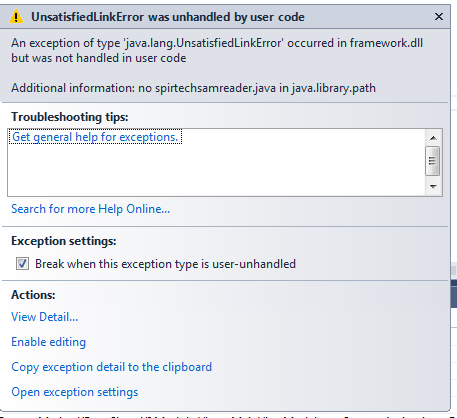 UnsatisfiedLinkError was unhandled by user code
An exception of type 'java.lang.UnsatisfiedLinkError' occurred in framework.dll
but was not handled in user code
Additional information: no spirtechsamreader.java in java.library.path
Troubleshooting tips:
Get general help for exceptions.
Search for more Help Online...
Exception settings:
Break when this exception type is user-unhandled
Actions:
View Detail...
Enable editing
Copy exception detail to the clipboard
Open exception settings